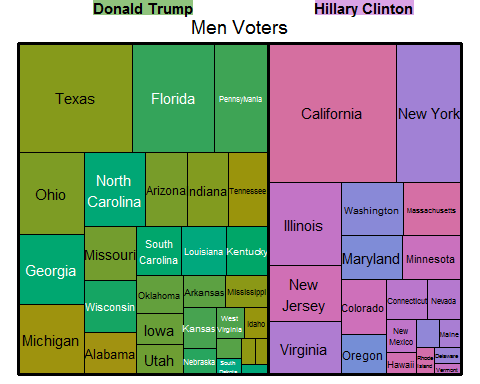 Donald Trump
Hillary Clinton
Men Voters
Texas
Florida
Pennsylvania
California
New York
Ohio
North
Carolina
Arizona
Indiana
Tennessee
Illinois
Washington
Massachusetts
Georgia
Missouri
South
Carolina
Louisiana
Kentucky
Maryland
Minnesota
New
Jersey
Wisconsin
Oklahoma
Arkansas
Mississippi
Colorado
Connecticut
Nevada
Michigan
Iowa
Kansas
West
Virginia
Idaho
Virginia
Oregon
New
Mexico
Maine
Alabama
Utah
Nebraska
South
Dakota
Hawaii
Rhode
Island
Delaware
Vermont